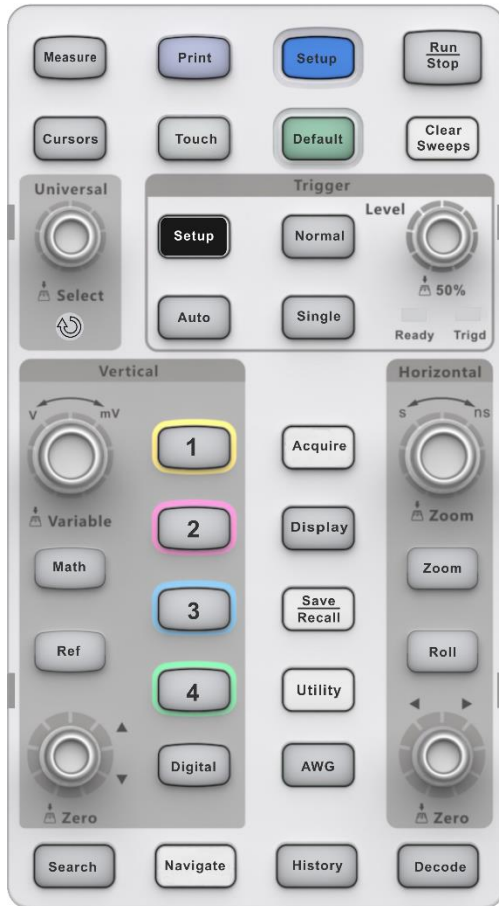 Measure
Print
Setup
Run
Stop
Cursors
Touch
Default
Clear
Sweeps
Universal
Select
Trigger
Setup
Normal
Level
50%
Auto
Single
Ready Trigd
Vertical
V mV
Variable
Math
Ref
Zero
1
2
3
4
Digital
Acquire
Display
Save
Recall
Utility
AWG
Horizontal
s ns
Zoom
Zoom
Roll
Zero
Search
Navigate
History
Decode